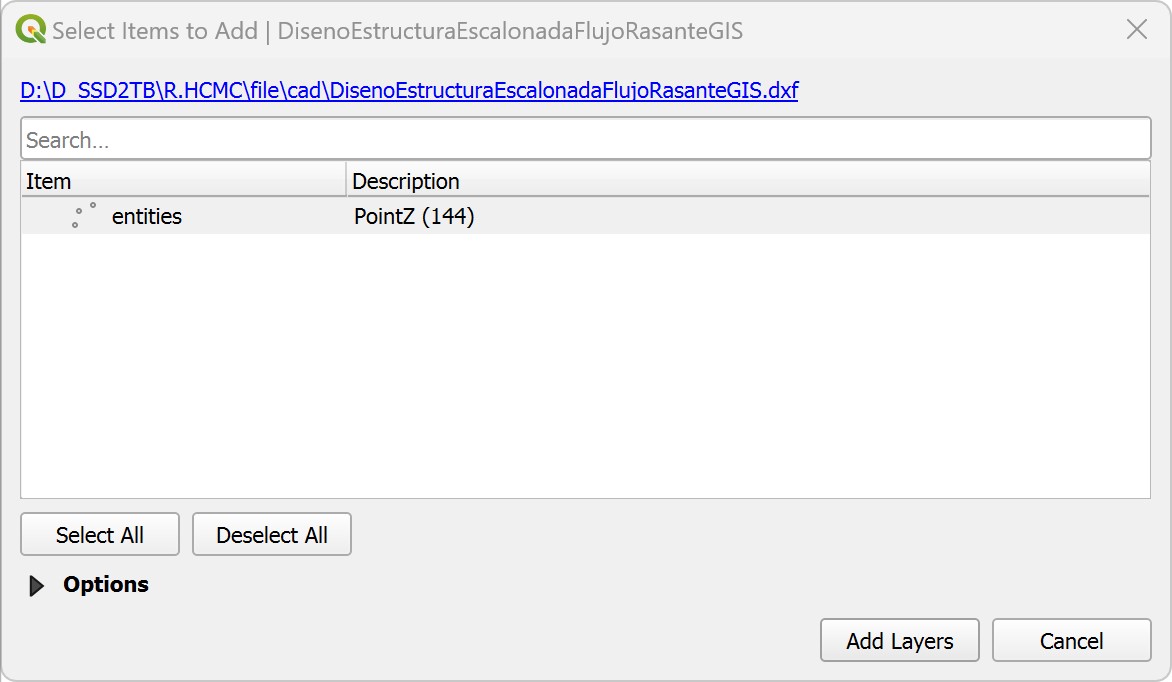 Select Items to Add | DisenoEstructuraEscalonadaFlujoRasanteGIS
D:\D_SSD2TB\R.HCMC\file\cad\DisenoEstructuraEscalonadaFlujoRasanteGIS.dxf
Search...
Item Description
entities PointZ (144)
Select All Deselect All
Options
Add Layers Cancel